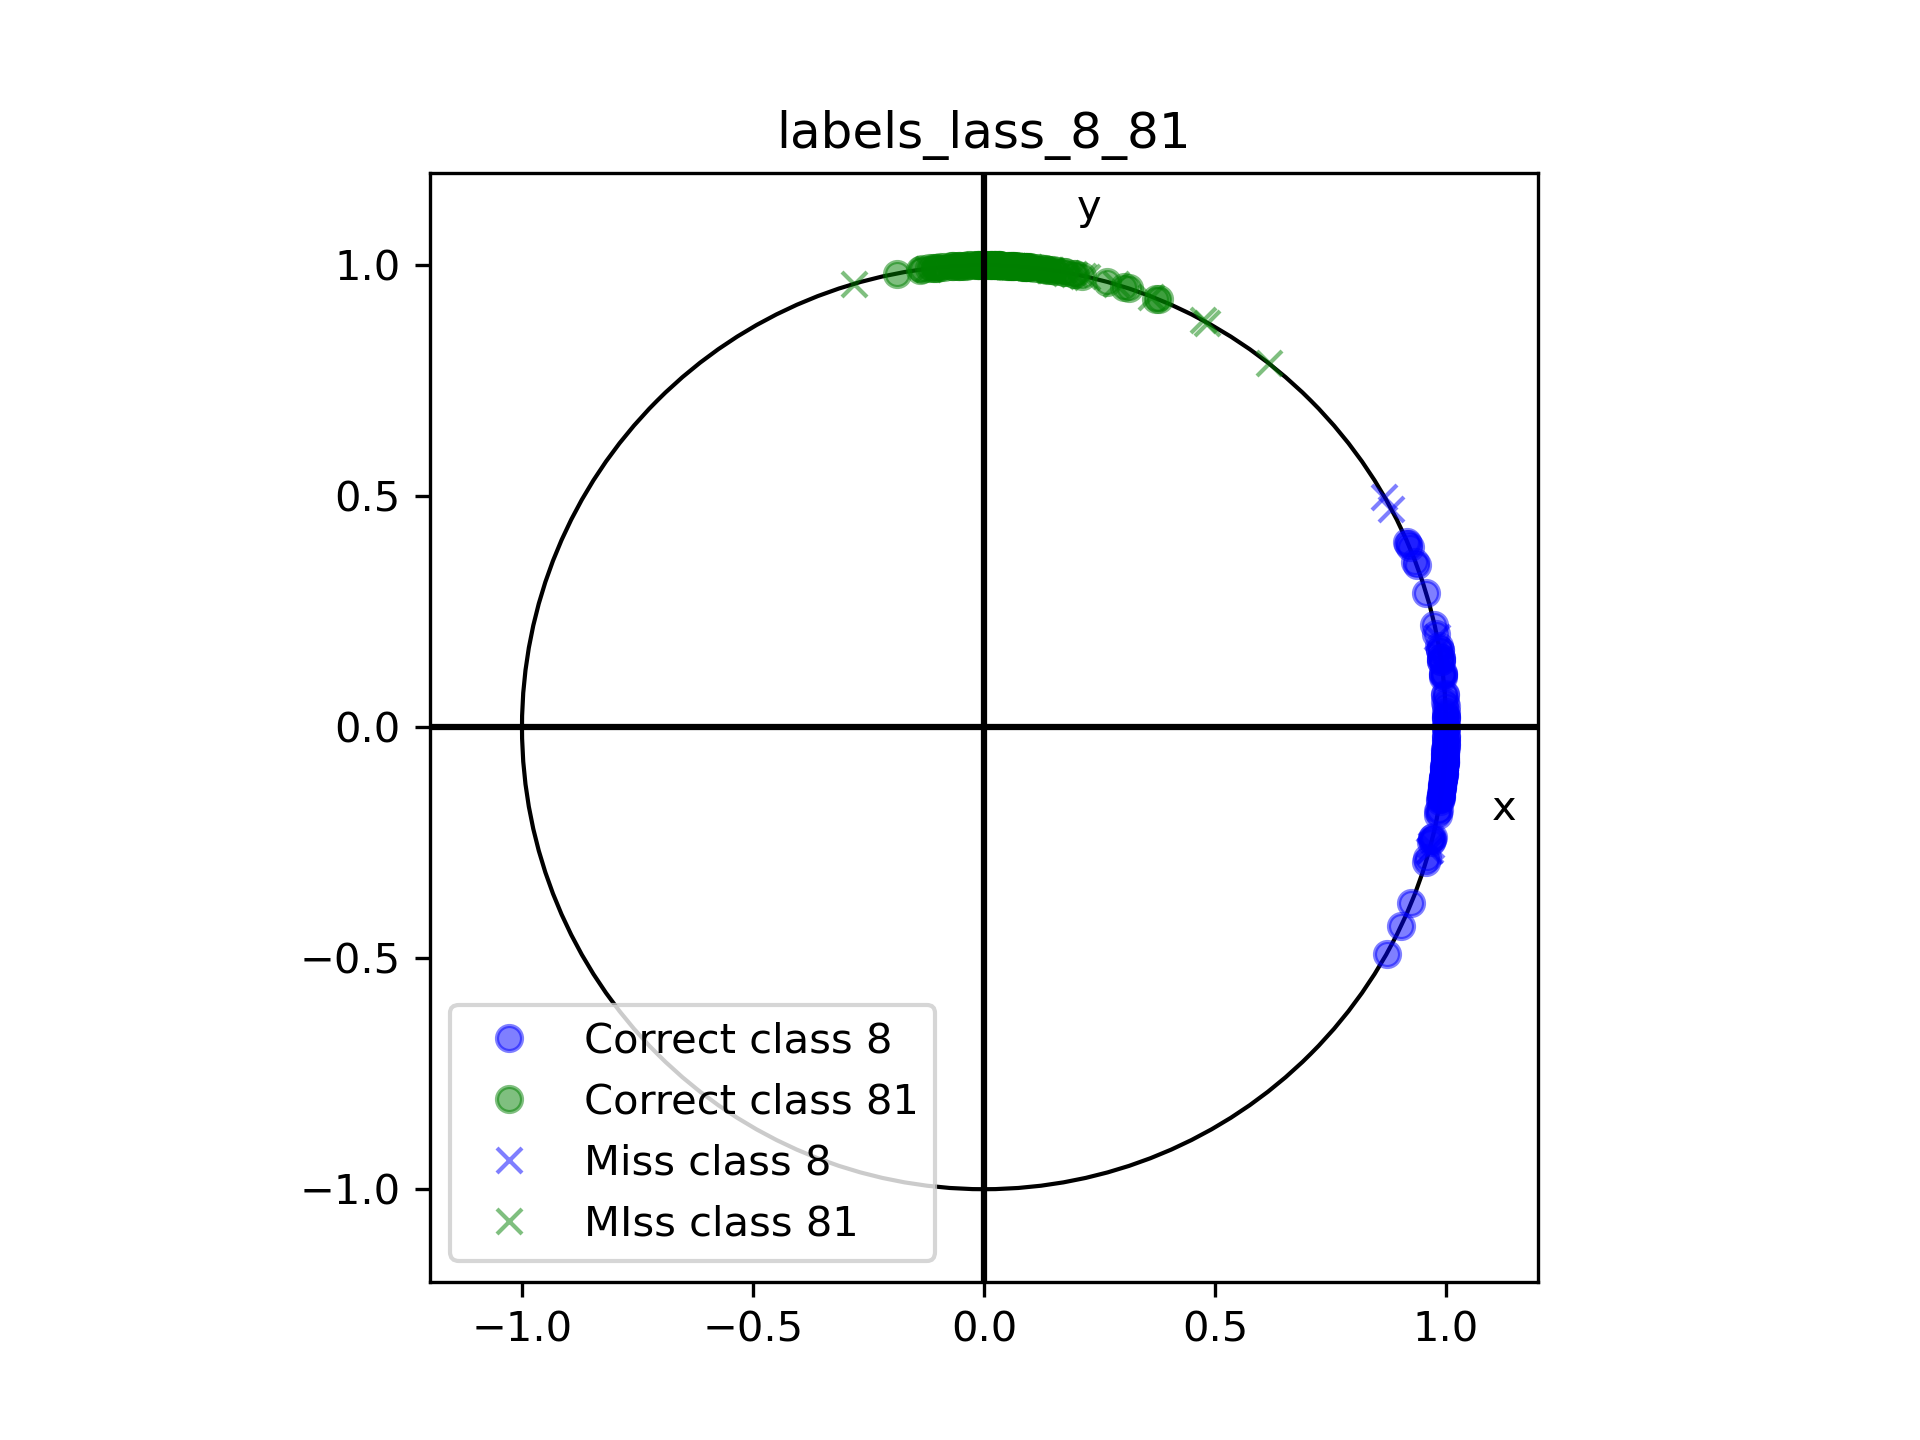 labels_lass_8_81
y
1.0
0.5
0.0
−0.5
−1.0
x
Correct class 8
Correct class 81
Miss class 8
MIss class 81
−1.0 −0.5 0.0 0.5 1.0